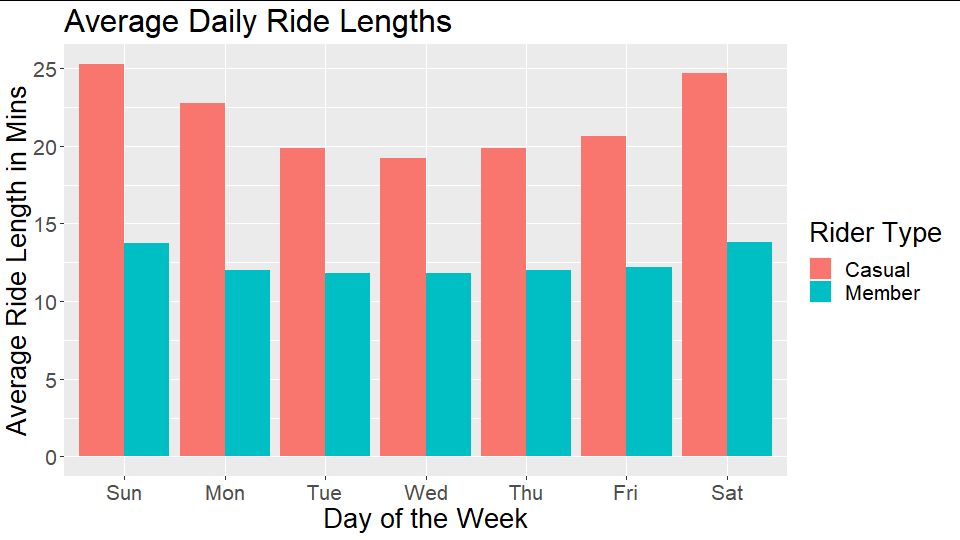 Average Daily Ride Lengths
Average Ride Length in Mins
25
20
15
10
5
0
Sun Mon Tue Wed Thu Fri Sat
Day of the Week
Rider Type
Casual
Member